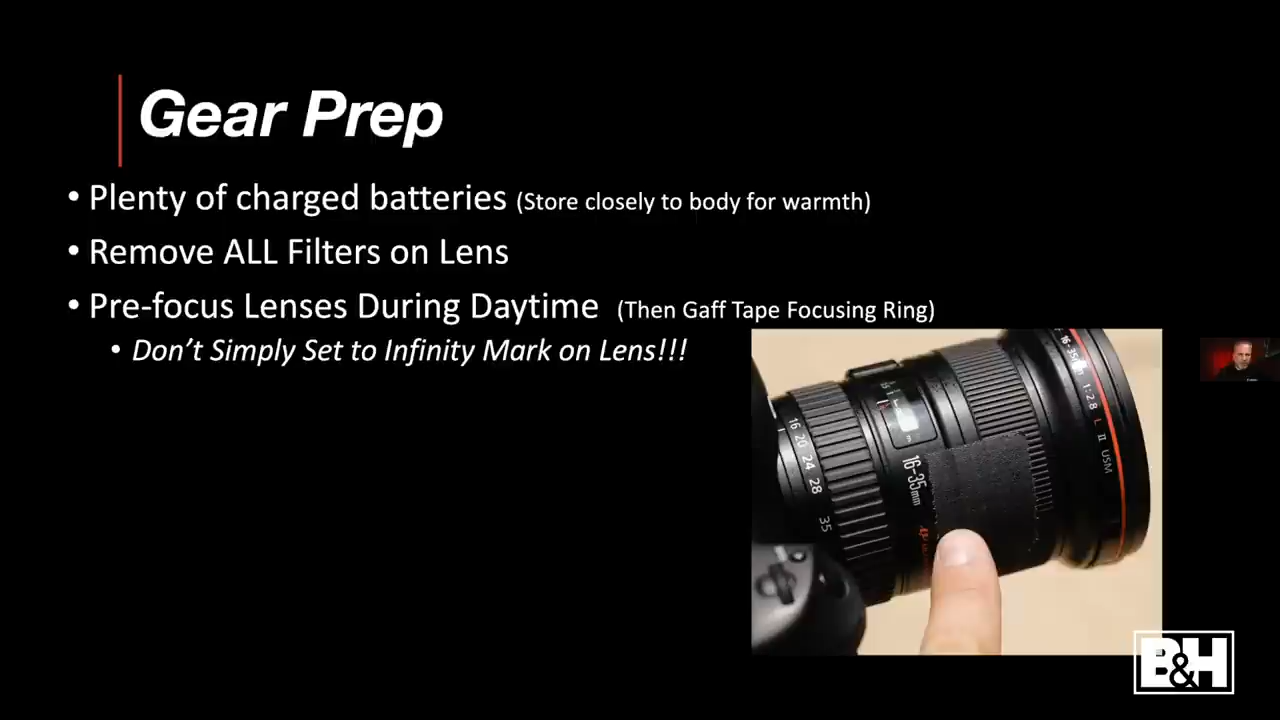 Gear Prep
• Plenty of charged batteries (Store closely to body for warmth)
• Remove ALL Filters on Lens
• Pre-focus Lenses During Daytime (Then Gaff Tape Focusing Ring)
• Don't Simply Set to Infinity Mark on Lens!!!
16 20 24 28 35
16-35mm
16-35mm 1:2.8 L II USM
B&H